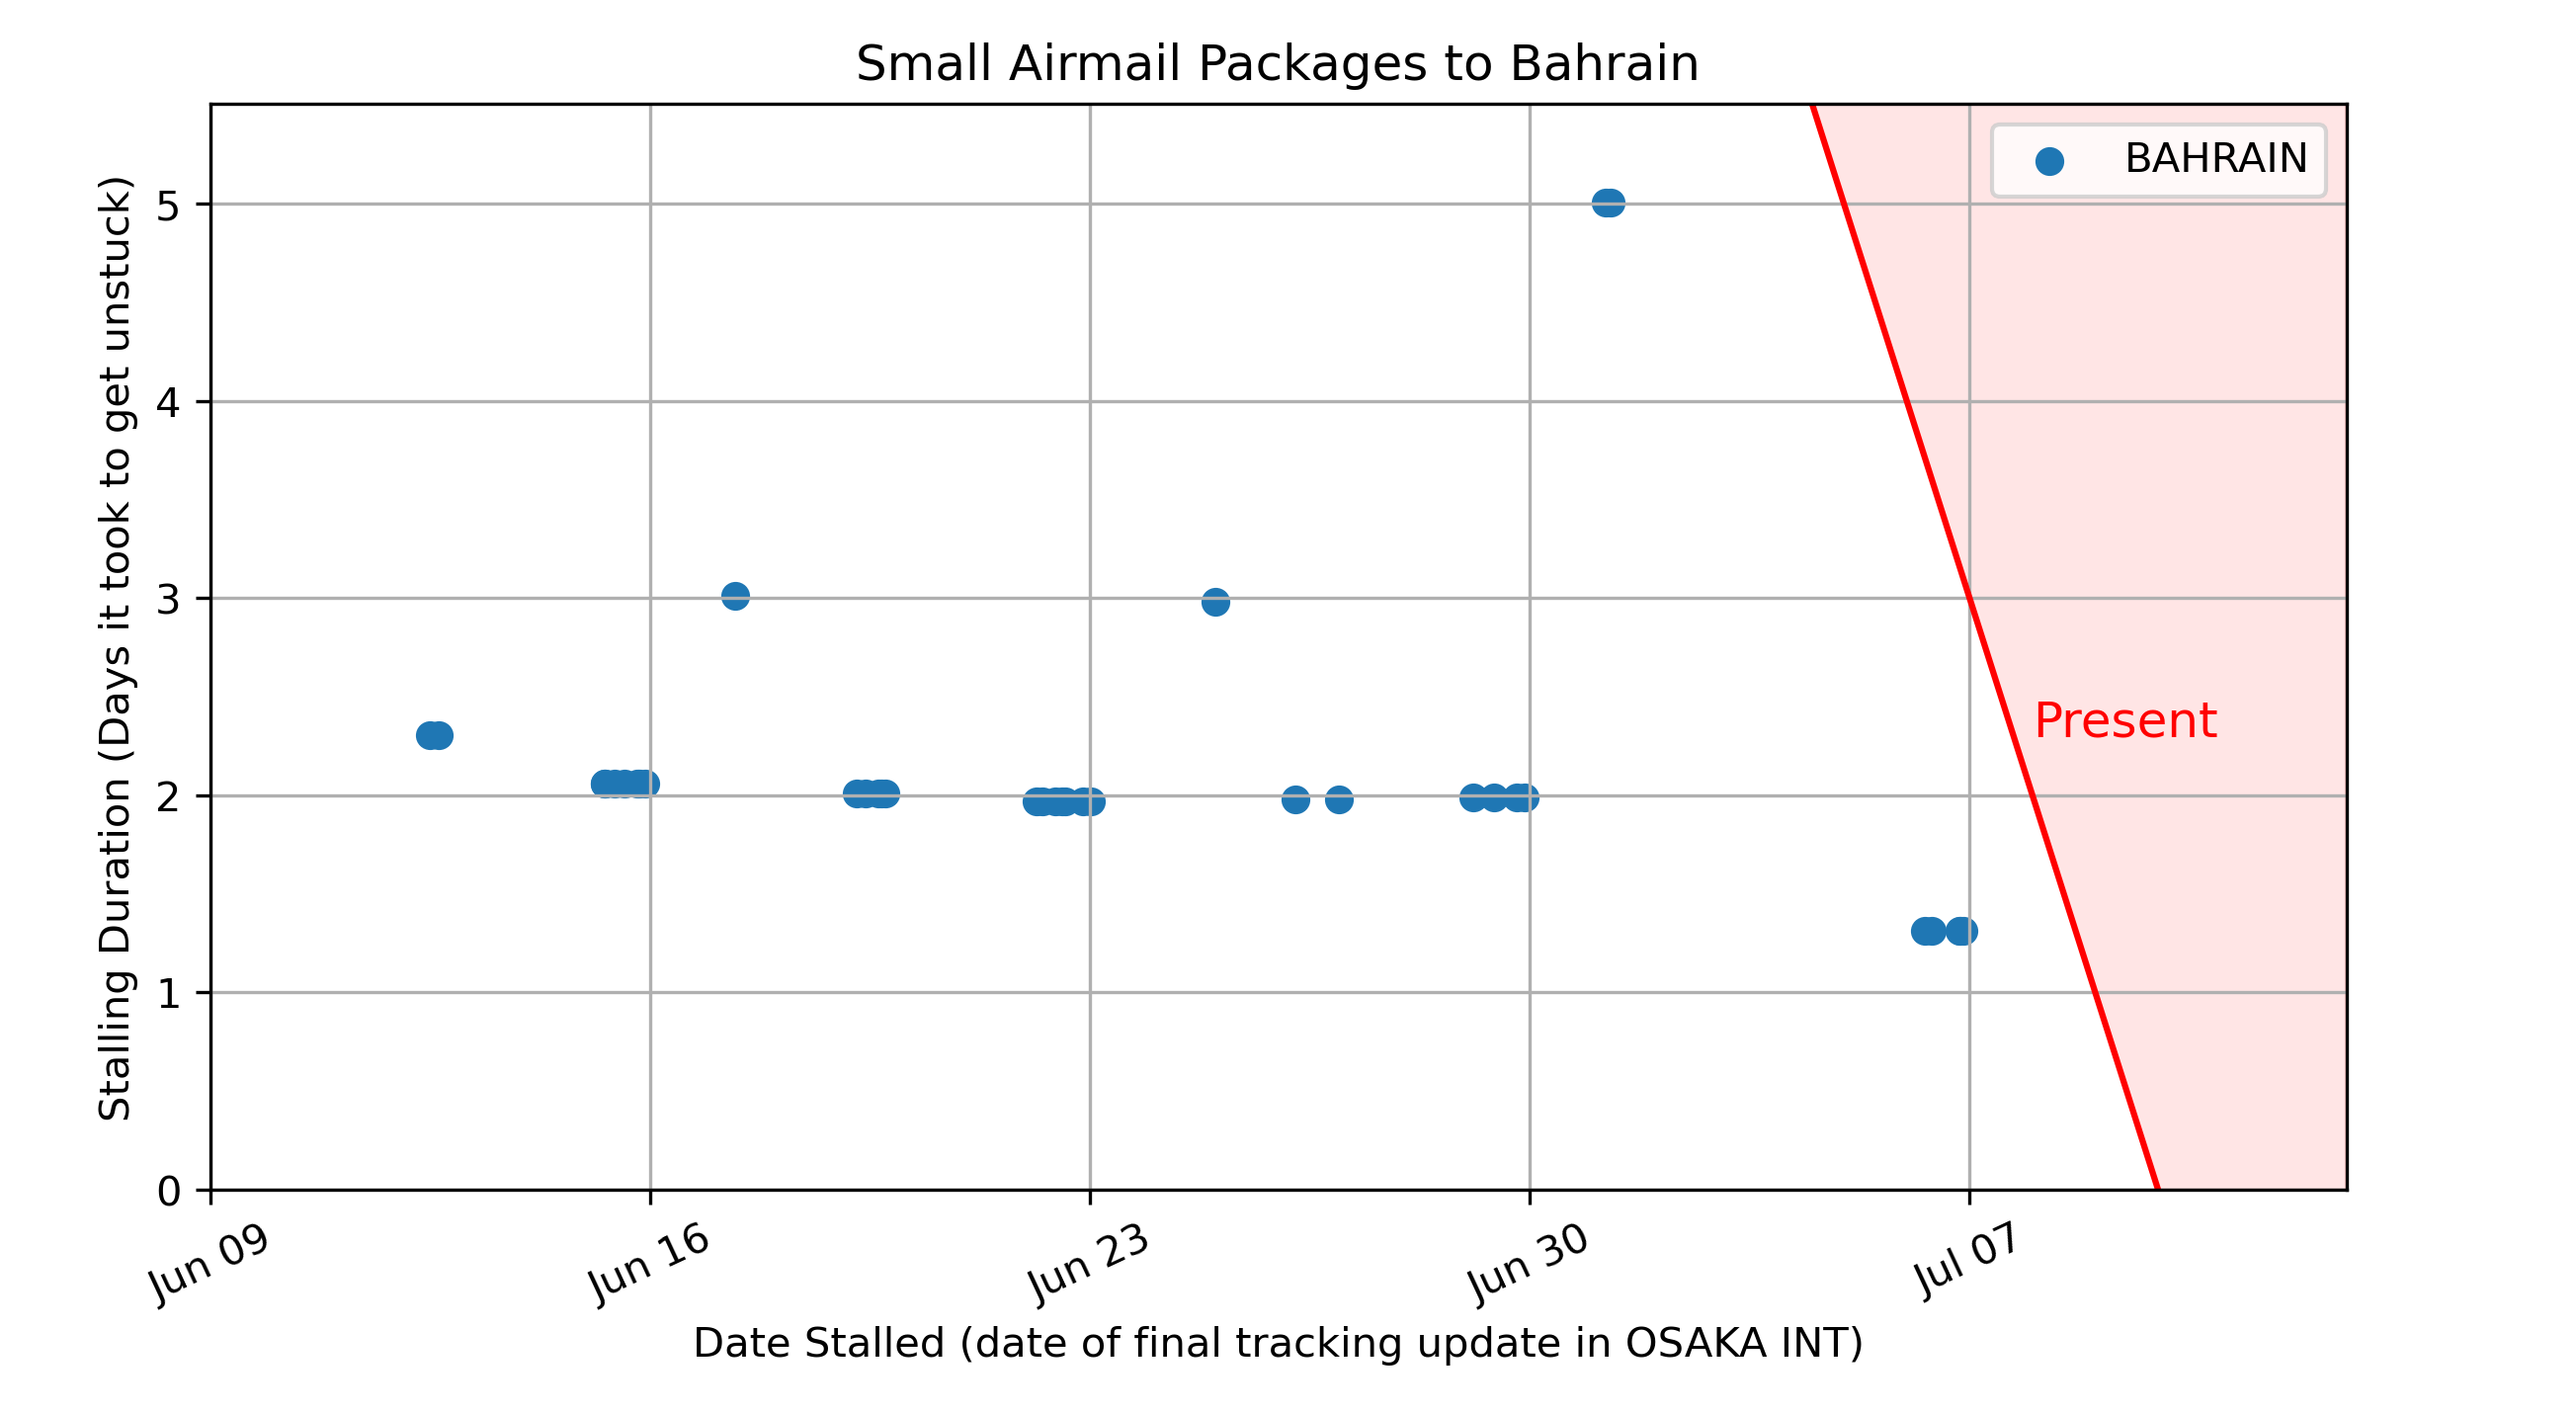 Small Airmail Packages to Bahrain
BAHRAIN
Present
Stalling Duration (Days it took to get unstuck)
5
4
3
2
1
0
Jun 09
Jun 16
Jun 23
Jun 30
Jul 07
Date Stalled (date of final tracking update in OSAKA INT)